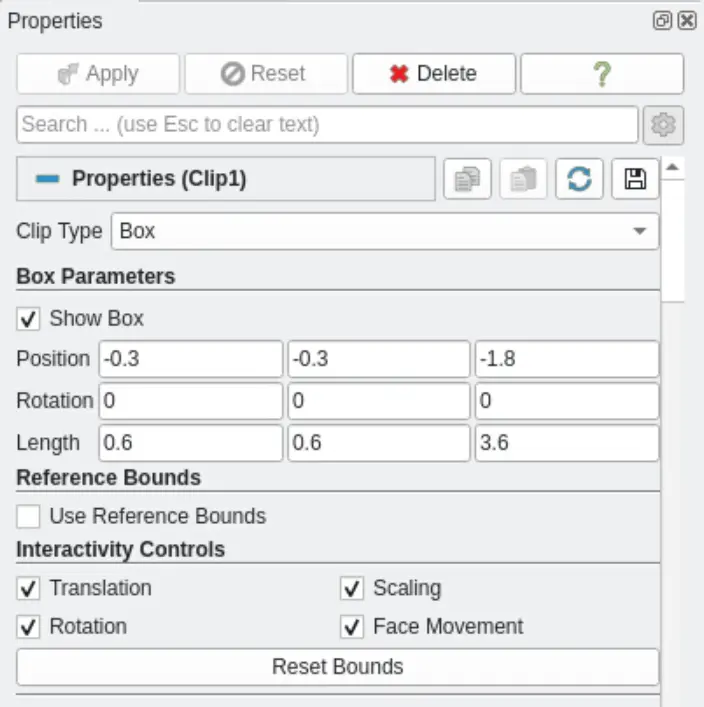 Properties
Apply Reset Delete ?
Search ... (use Esc to clear text)
Properties (Clip1)
Clip Type Box
Box Parameters
Show Box
Position -0.3 -0.3 -1.8
Rotation 0 0 0
Length 0.6 0.6 3.6
Reference Bounds
Use Reference Bounds
Interactivity Controls
Translation Scaling
Rotation Face Movement
Reset Bounds